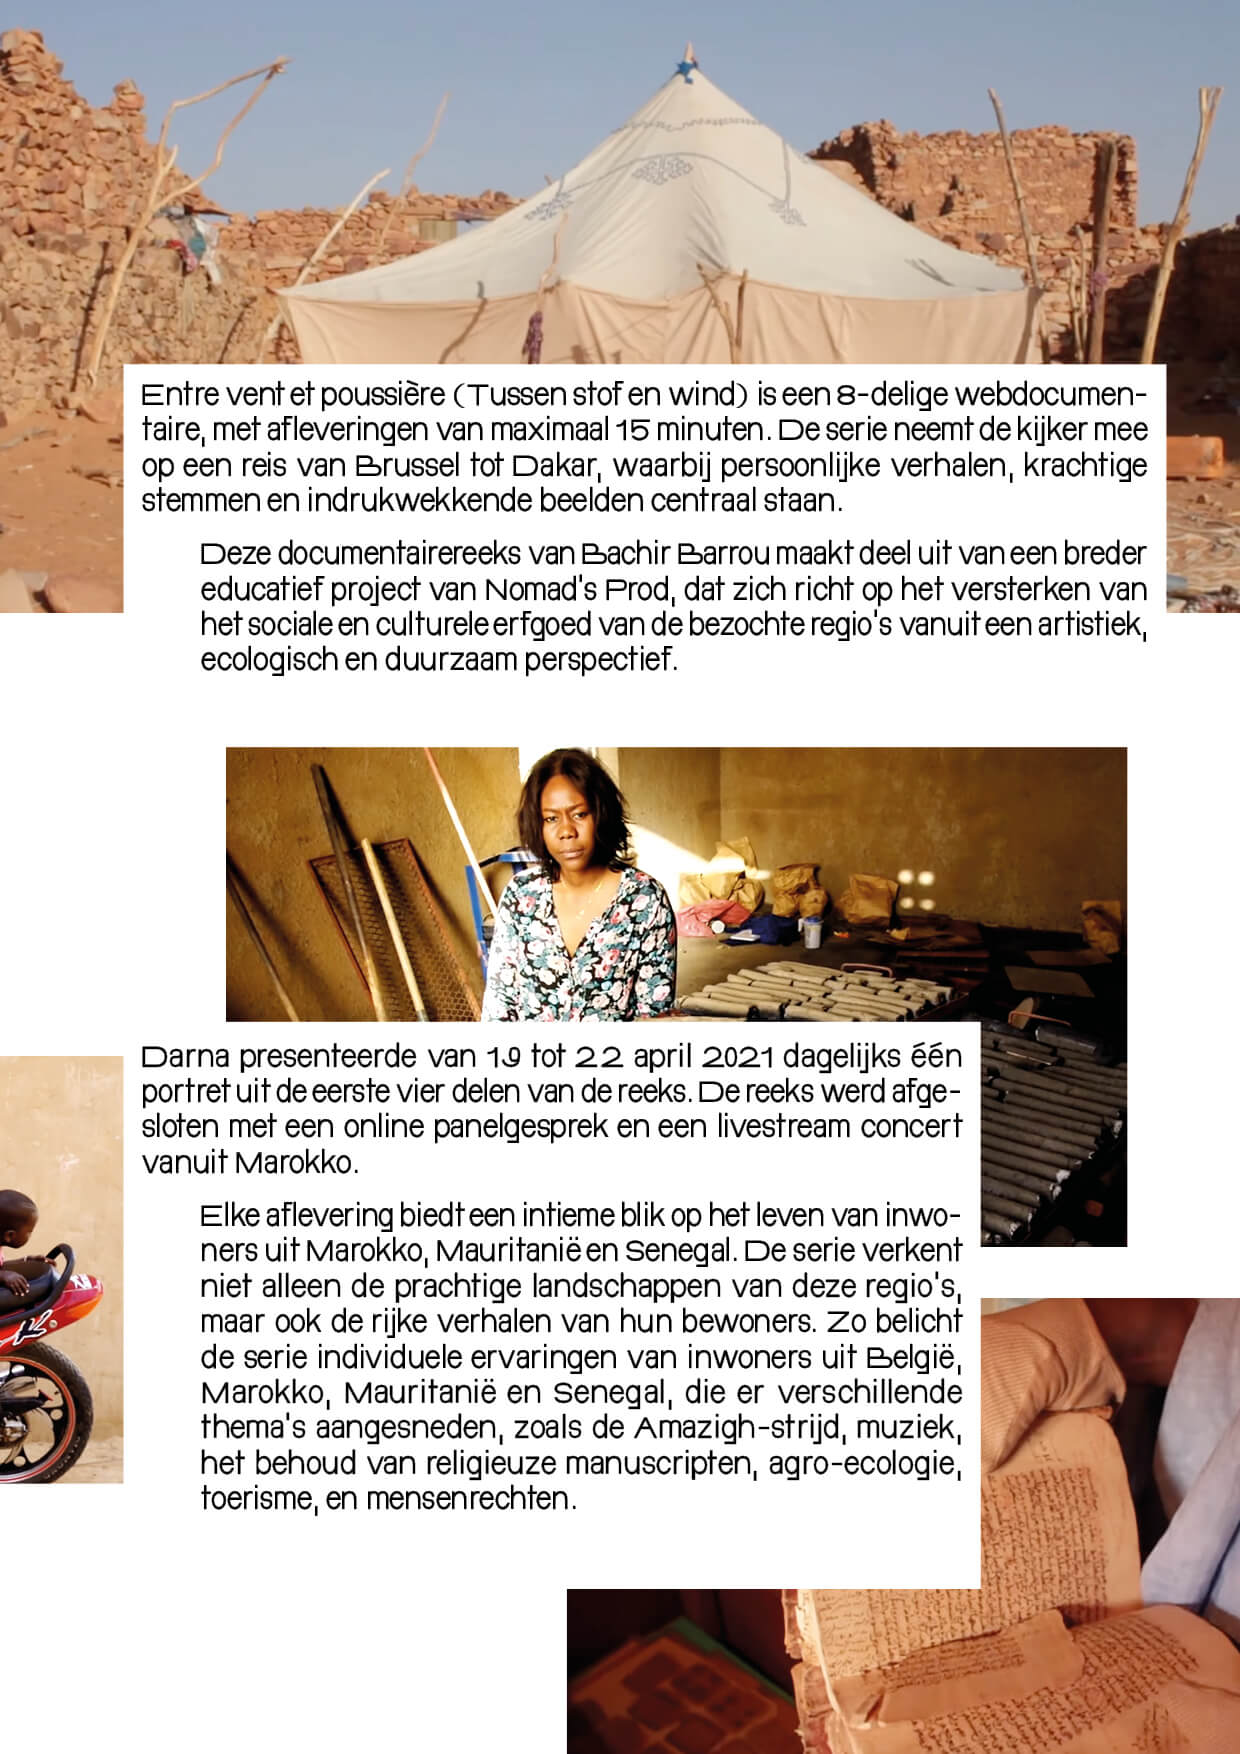 Entre vent et poussière (Tussen stof en wind) is een 8-delige webdocumen-
taire, met afleveringen van maximaal 15 minuten. De serie neemt de kijker mee
op een reis van Brussel tot Dakar, waarbij persoonlijke verhalen, krachtige
stemmen en indrukwekkende beelden centraal staan.
Deze documentairereeks van Bachir Barrou maakt deel uit van een breder
educatief project van Nomad's Prod, dat zich richt op het versterken van
het sociale en culturele erfgoed van de bezochte regio's vanuit een artistiek,
ecologisch en duurzaam perspectief.
Darna presenteerde van 19 tot 22 april 2021 dagelijks één
portret uit de eerste vier delen van de reeks. De reeks werd afge-
sloten met een online panelgesprek en een livestream concert
vanuit Marokko.
Elke aflevering biedt een intieme blik op het leven van inwo-
ners uit Marokko, Mauritanië en Senegal. De serie verkent
niet alleen de prachtige landschappen van deze regio's,
maar ook de rijke verhalen van hun bewoners. Zo belicht
de serie individuele ervaringen van inwoners uit België,
Marokko, Mauritanië en Senegal, die er verschillende
thema's aangesneden, zoals de Amazigh-strijd, muziek,
het behoud van religieuze manuscripten, agro-ecologie,
toerisme, en mensenrechten.